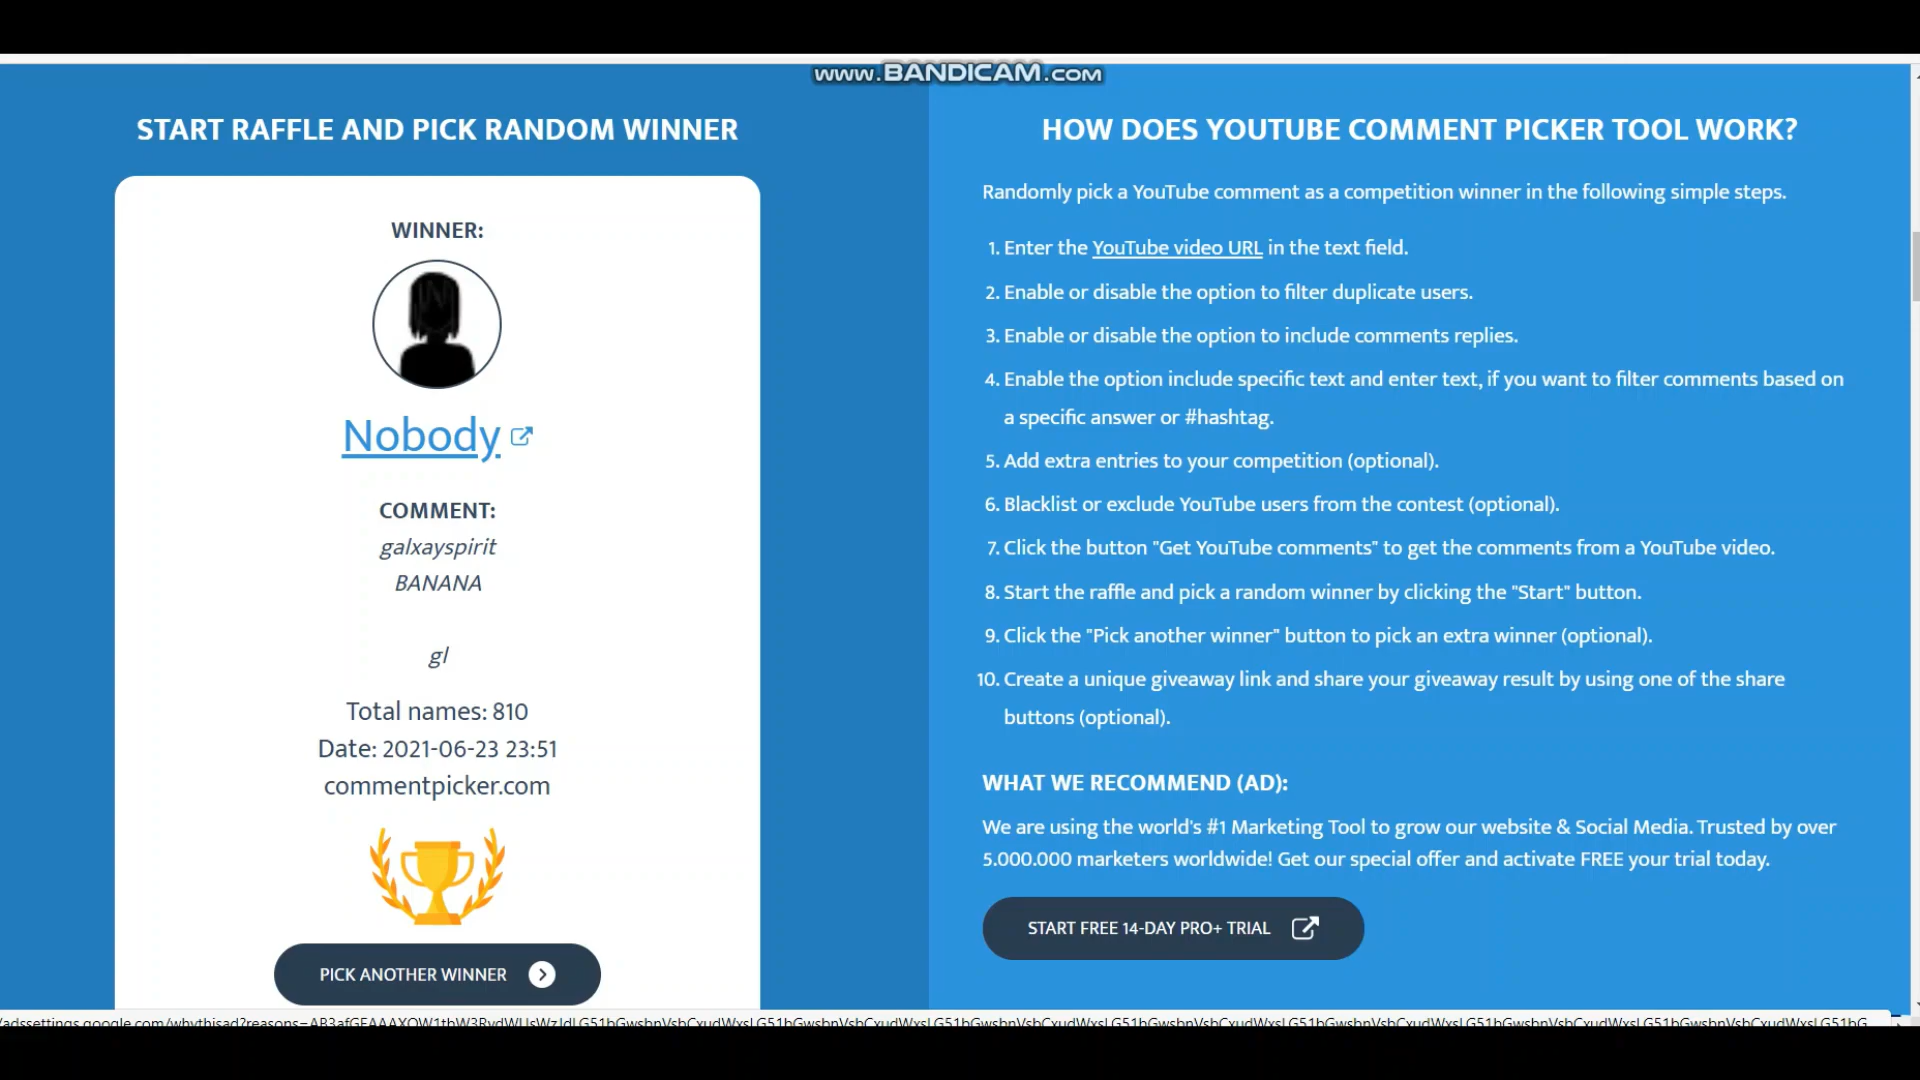 www.BANDICAM.com
START RAFFLE AND PICK RANDOM WINNER
WINNER:
Nobody
COMMENT:
galxayspirit
BANANA
gl
Total names: 810
Date: 2021-06-23 23:51
commentpicker.com
PICK ANOTHER WINNER
HOW DOES YOUTUBE COMMENT PICKER TOOL WORK?
Randomly pick a YouTube comment as a competition winner in the following simple steps.
1. Enter the YouTube video URL in the text field.
2. Enable or disable the option to filter duplicate users.
3. Enable or disable the option to include comments replies.
4. Enable the option include specific text and enter text, if you want to filter comments based on
a specific answer or #hashtag.
5. Add extra entries to your competition (optional).
6. Blacklist or exclude YouTube users from the contest (optional).
7. Click the button "Get YouTube comments" to get the comments from a YouTube video.
8. Start the raffle and pick a random winner by clicking the "Start" button.
9. Click the "Pick another winner" button to pick an extra winner (optional).
10. Create a unique giveaway link and share your giveaway result by using one of the share
buttons (optional).
WHAT WE RECOMMEND (AD):
We are using the world's #1 Marketing Tool to grow our website & Social Media. Trusted by over
5.000.000 marketers worldwide! Get our special offer and activate FREE your trial today.
START FREE 14-DAY PRO+ TRIAL